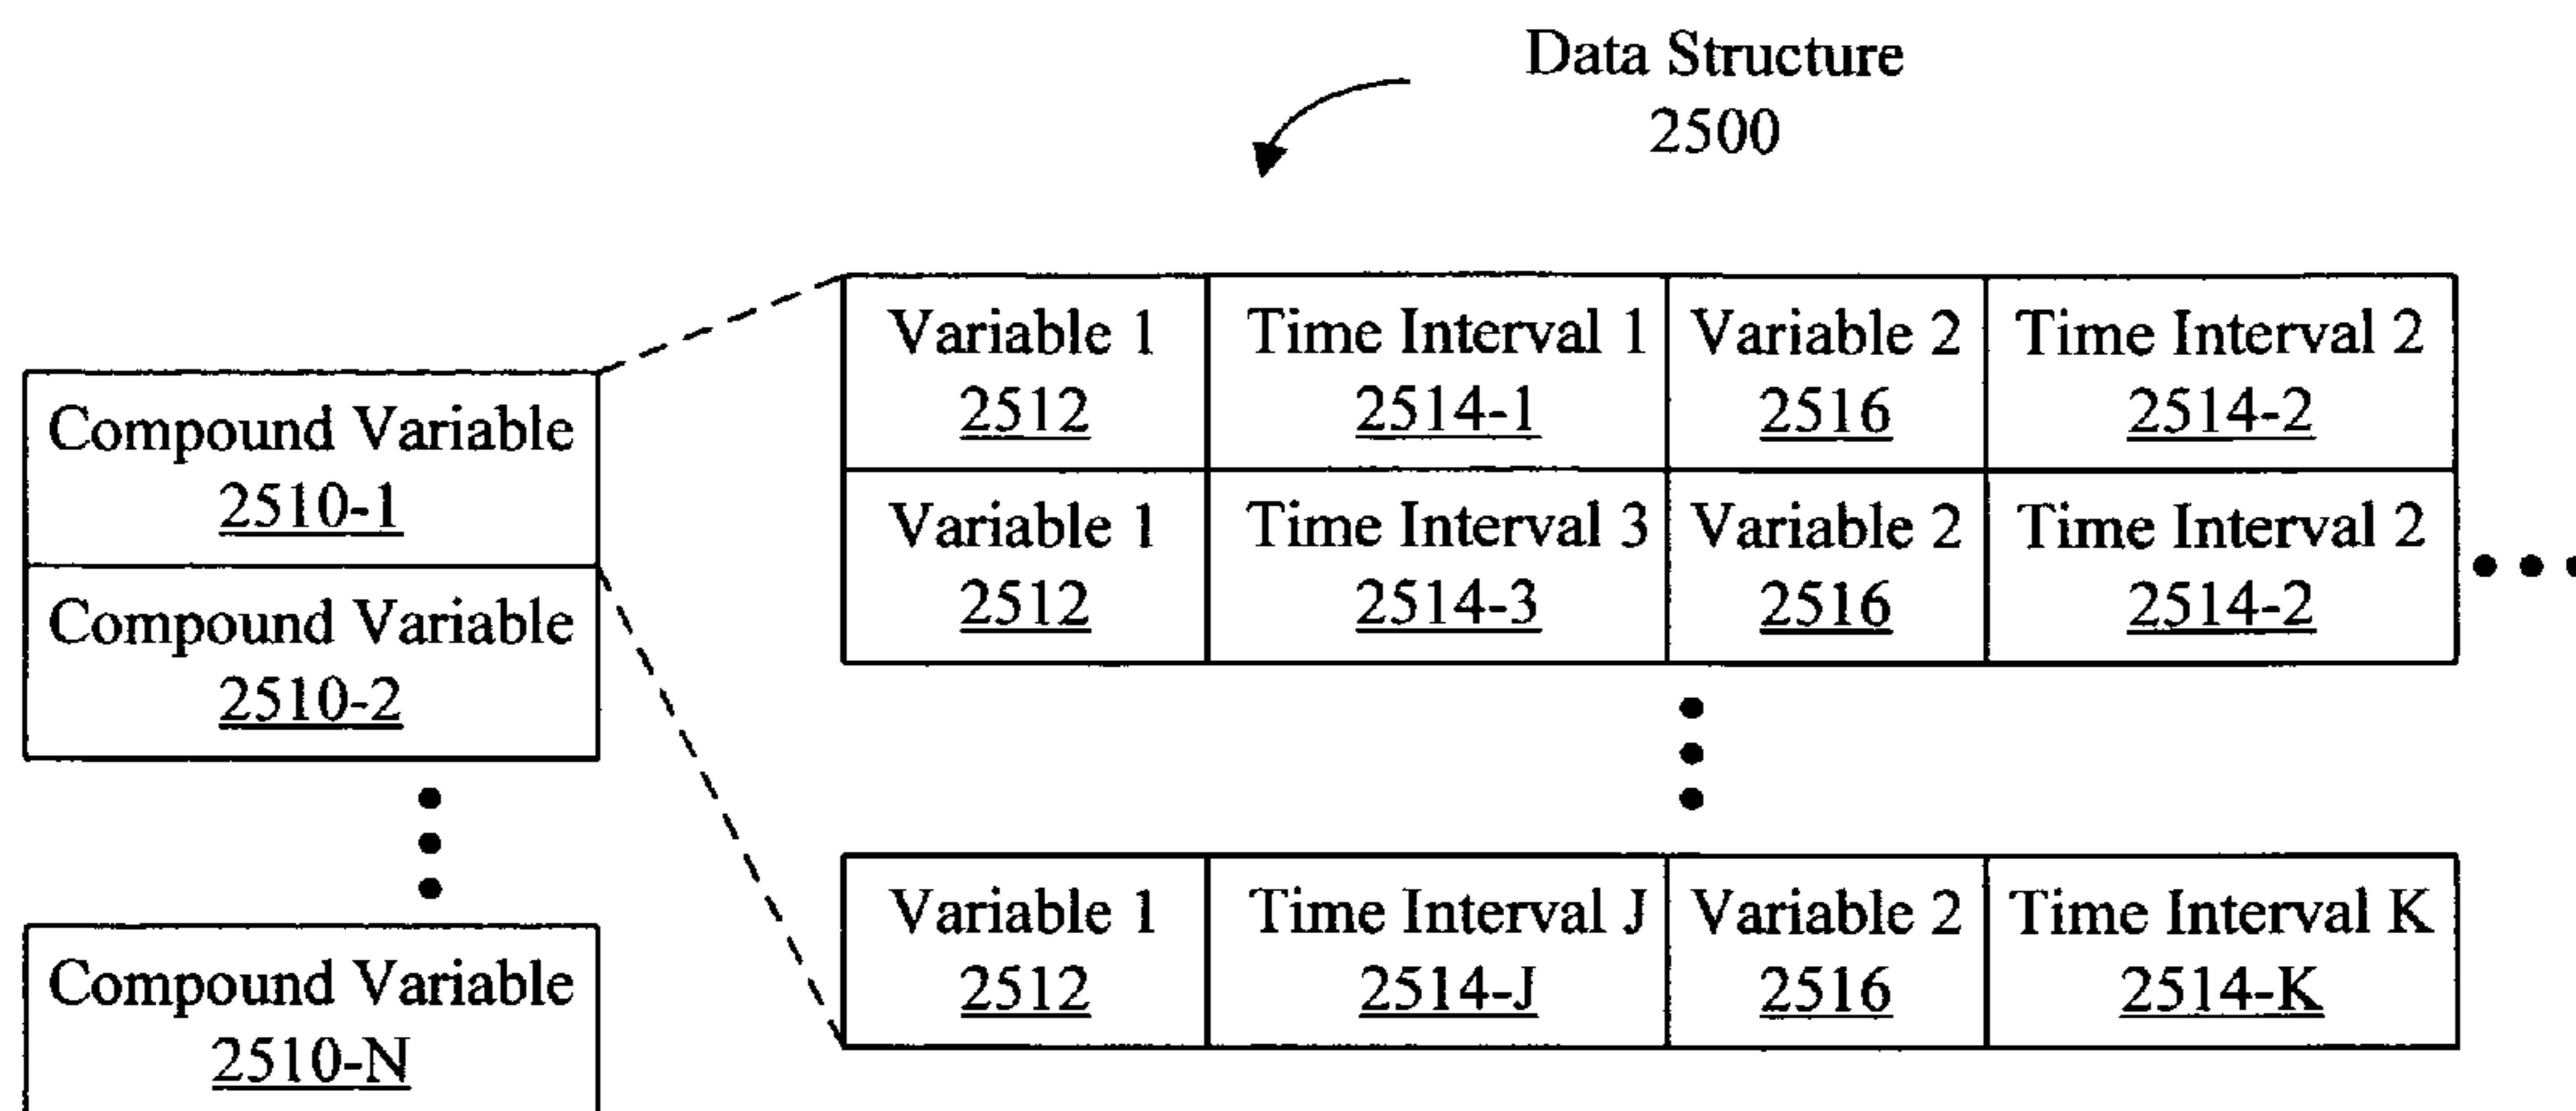 Data Structure
2500
Compound Variable
2510-1
Compound Variable
2510-2
Compound Variable
2510-N
Variable 1 Time Interval 1 Variable 2 Time Interval 2
2512 2514-1 2516 2514-2
Variable 1 Time Interval 3 Variable 2 Time Interval 2
2512 2514-3 2516 2514-2
Variable 1 Time Interval J Variable 2 Time Interval K
2512 2514-J 2516 2514-K